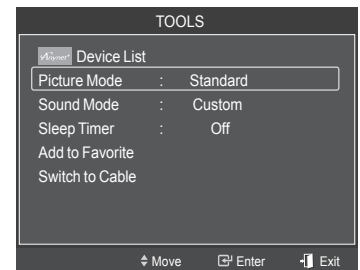 TOOLS
Anynet+ Device List
Picture Mode : Standard
Sound Mode : Custom
Sleep Timer : Off
Add to Favorite
Switch to Cable
Move Enter Exit